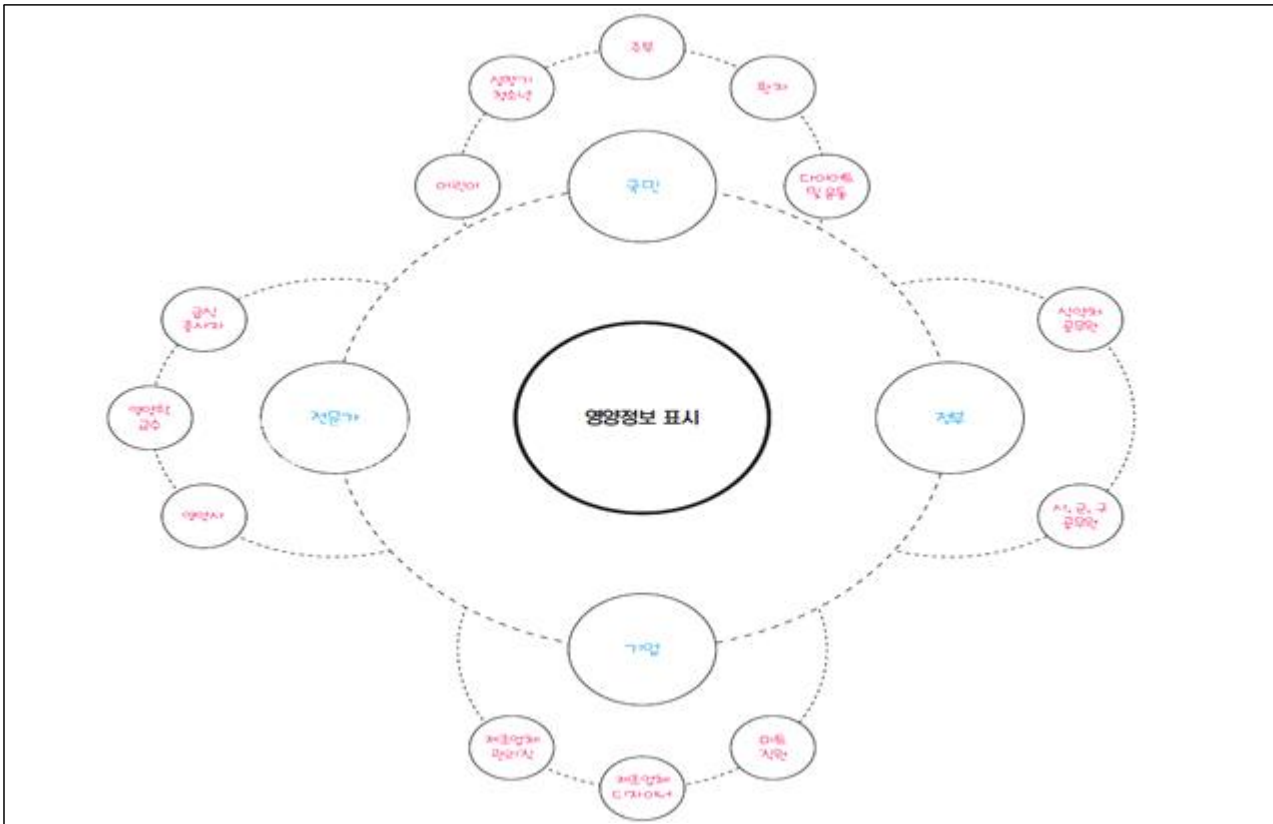 주부
성장기
청소년
환자
어린이
다이어트
및 운동
국민
급식
종사자
식약처
공무원
영양학
교수
전문가
영양정보 표시
정부
영양사
시, 군, 구
공무원
기업
제조업체
관리직
마트
직원
제조업체
디자이너